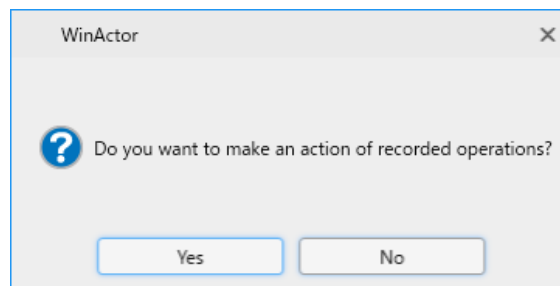 WinActor
Do you want to make an action of recorded operations?
Yes
No